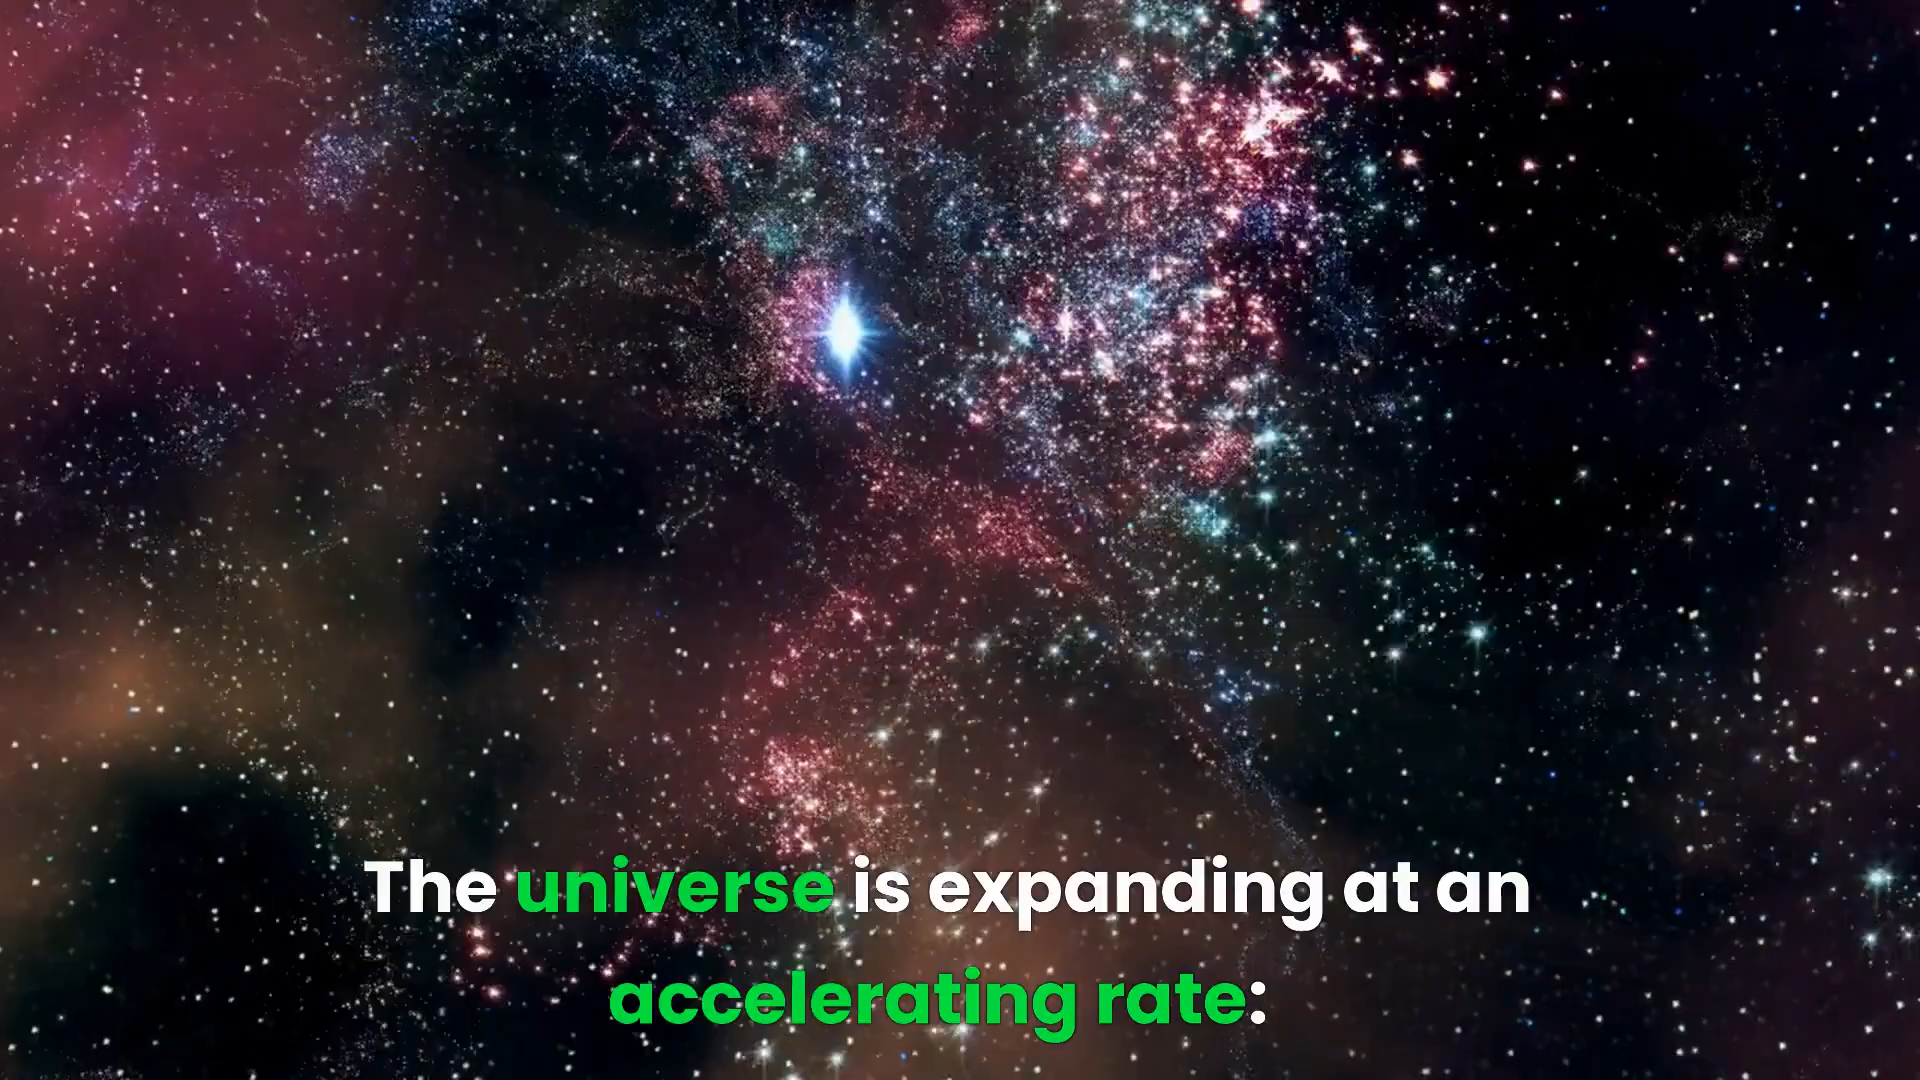 The universe is expanding at an
accelerating rate: